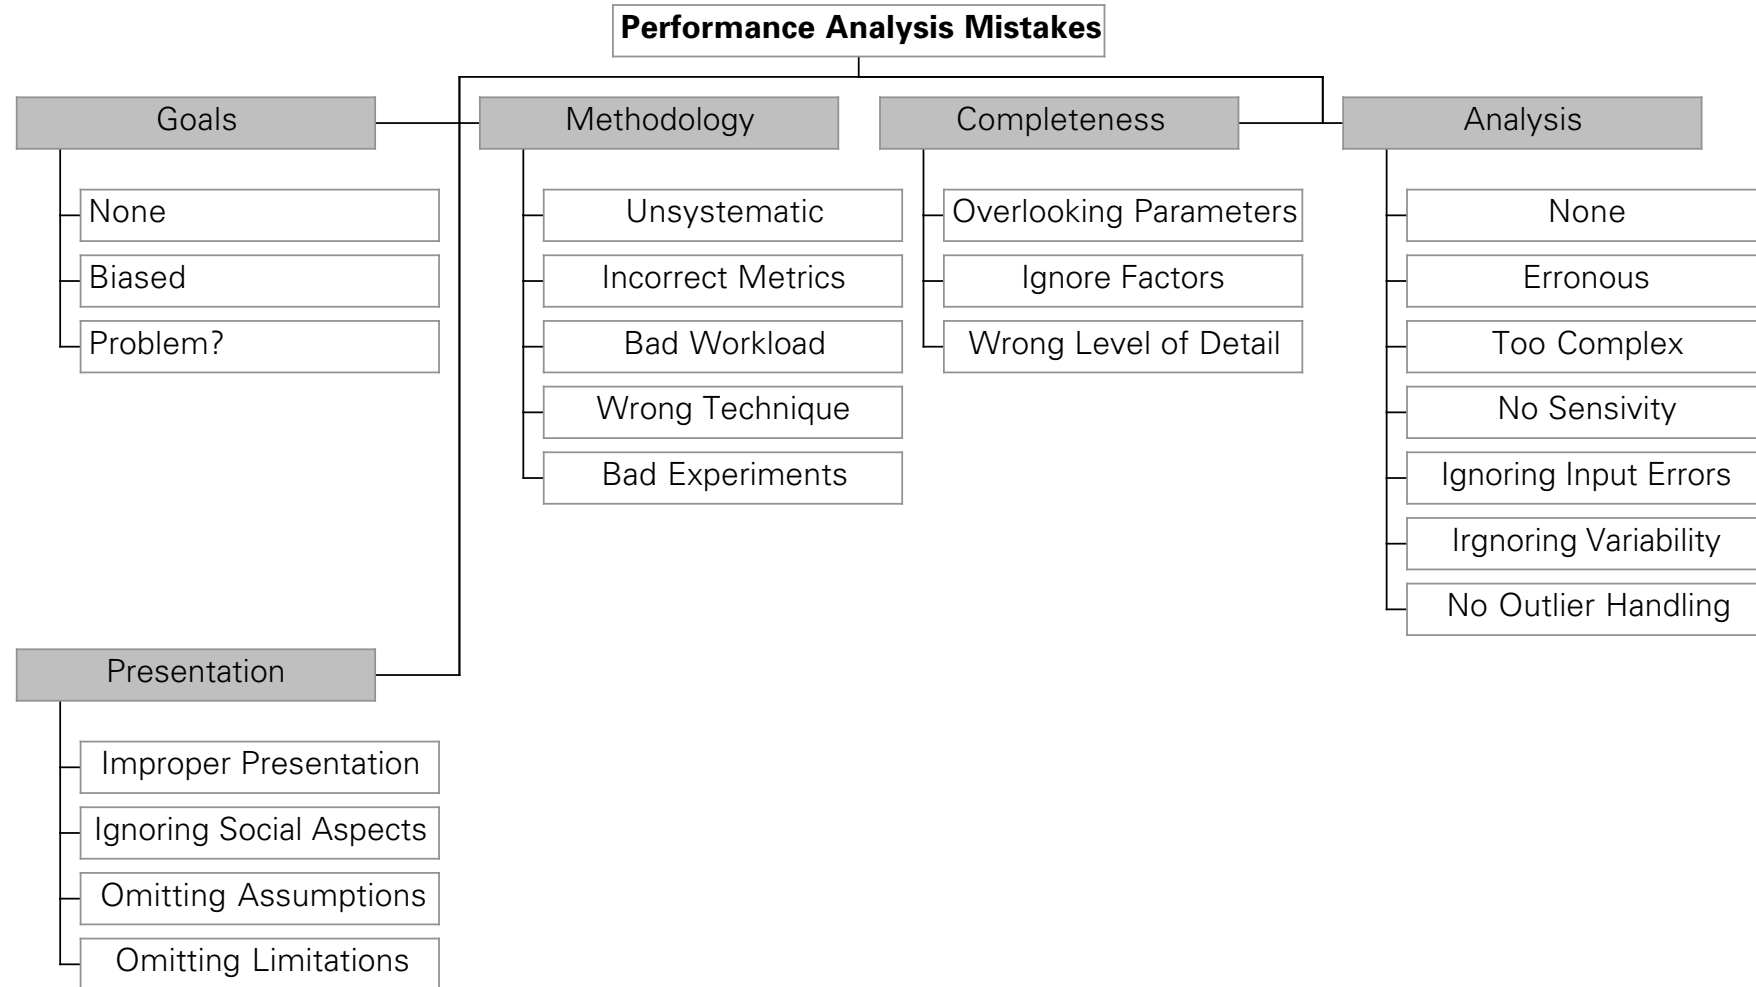 Performance Analysis Mistakes
Goals
None
Biased
Problem?
Methodology
Unsystematic
Incorrect Metrics
Bad Workload
Wrong Technique
Bad Experiments
Completeness
Overlooking Parameters
Ignore Factors
Wrong Level of Detail
Analysis
None
Erronous
Too Complex
No Sensivity
Ignoring Input Errors
Irgnoring Variability
No Outlier Handling
Presentation
Improper Presentation
Ignoring Social Aspects
Omitting Assumptions
Omitting Limitations